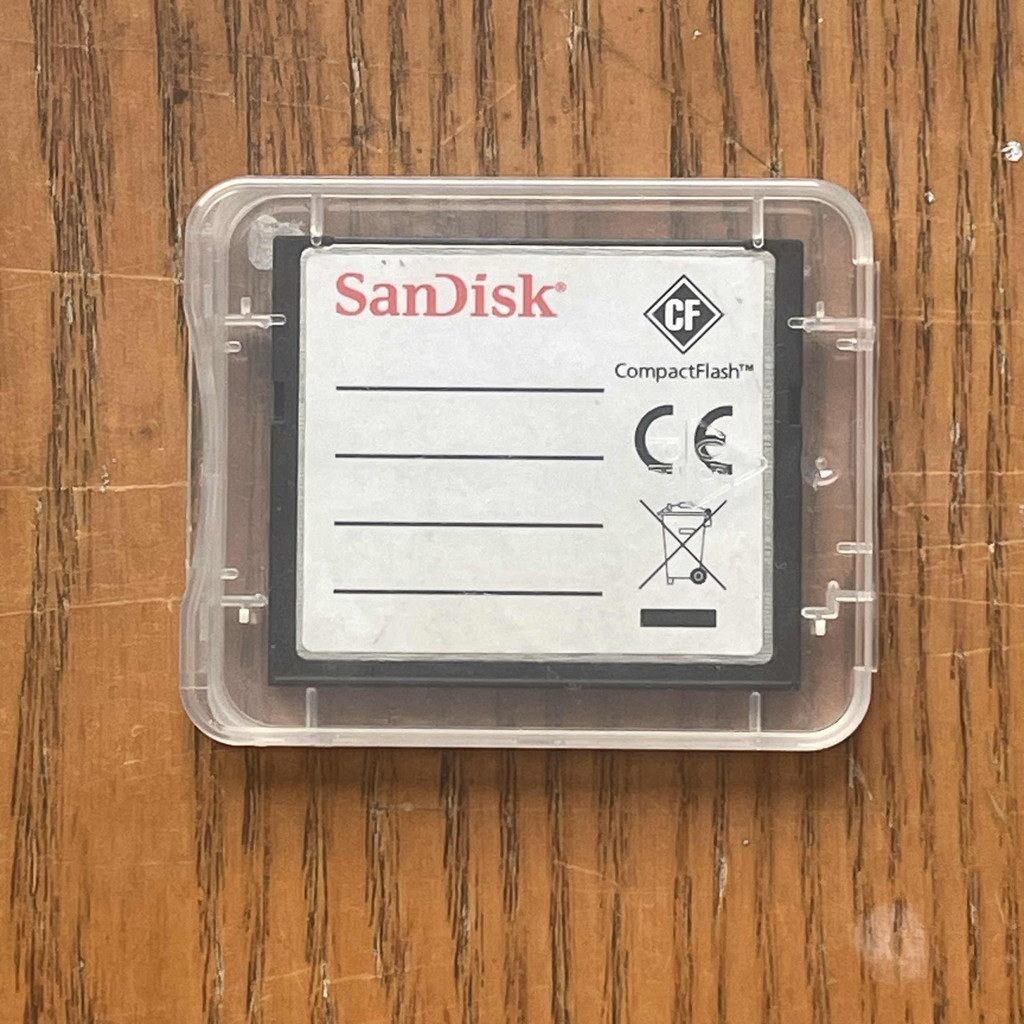 SanDisk®
CF
CompactFlash™
CE